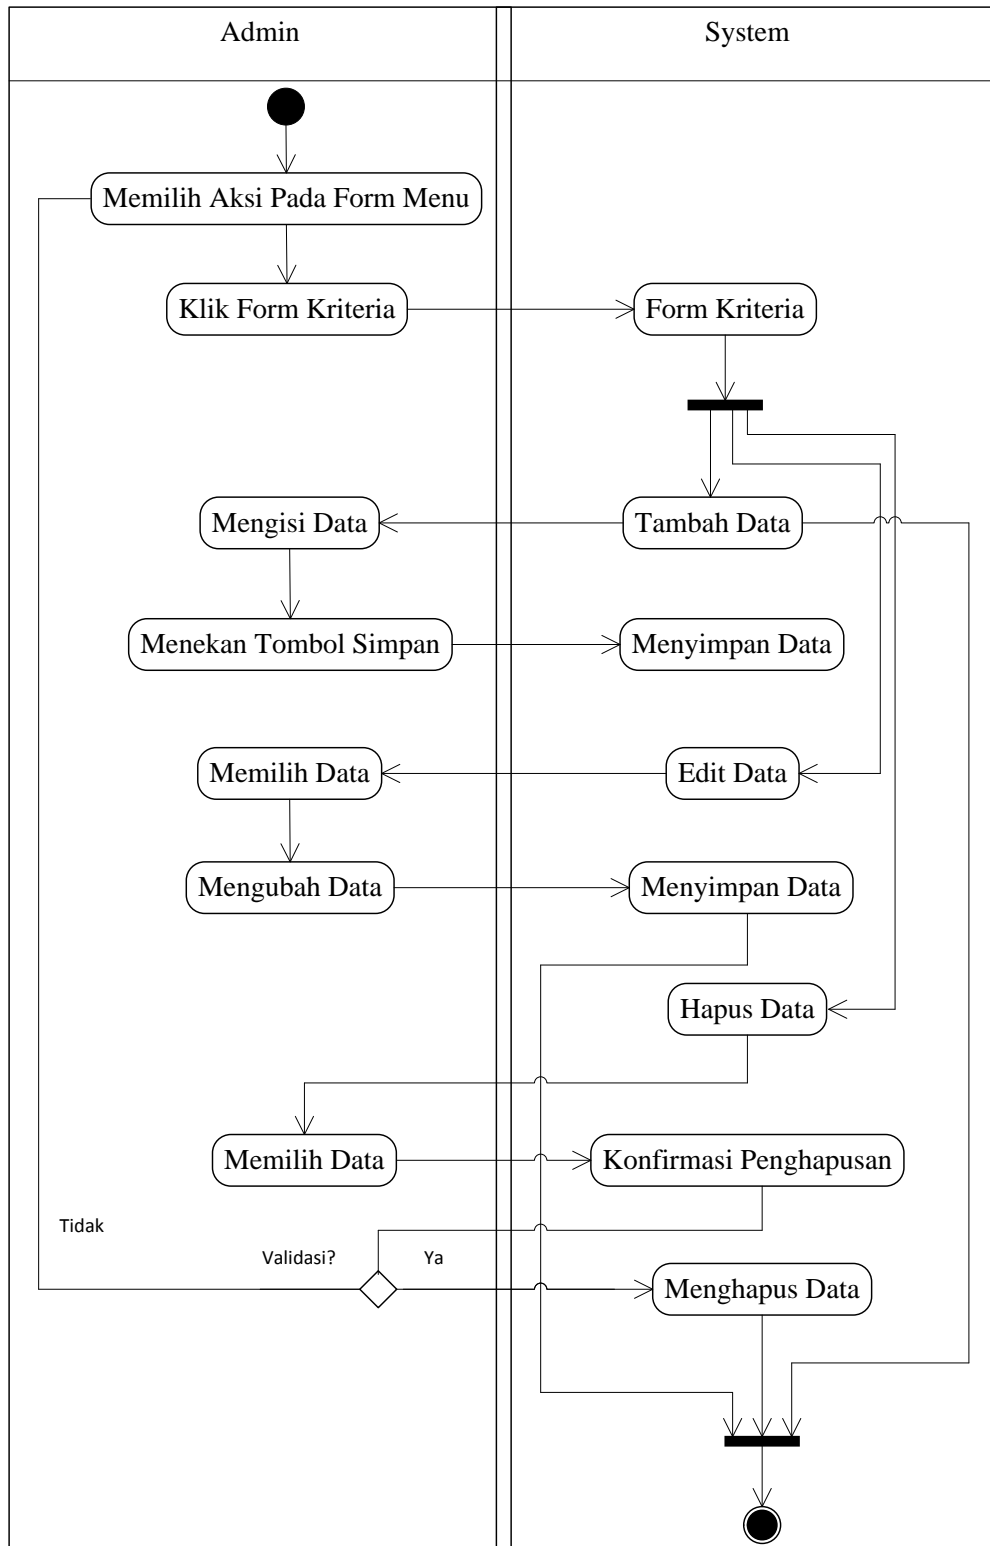 Admin
System
Memilih Aksi Pada Form Menu
Klik Form Kriteria
Form Kriteria
Mengisi Data
Tambah Data
Menekan Tombol Simpan
Menyimpan Data
Memilih Data
Edit Data
Mengubah Data
Menyimpan Data
Hapus Data
Memilih Data
Konfirmasi Penghapusan
Tidak
Validasi?
Ya
Menghapus Data